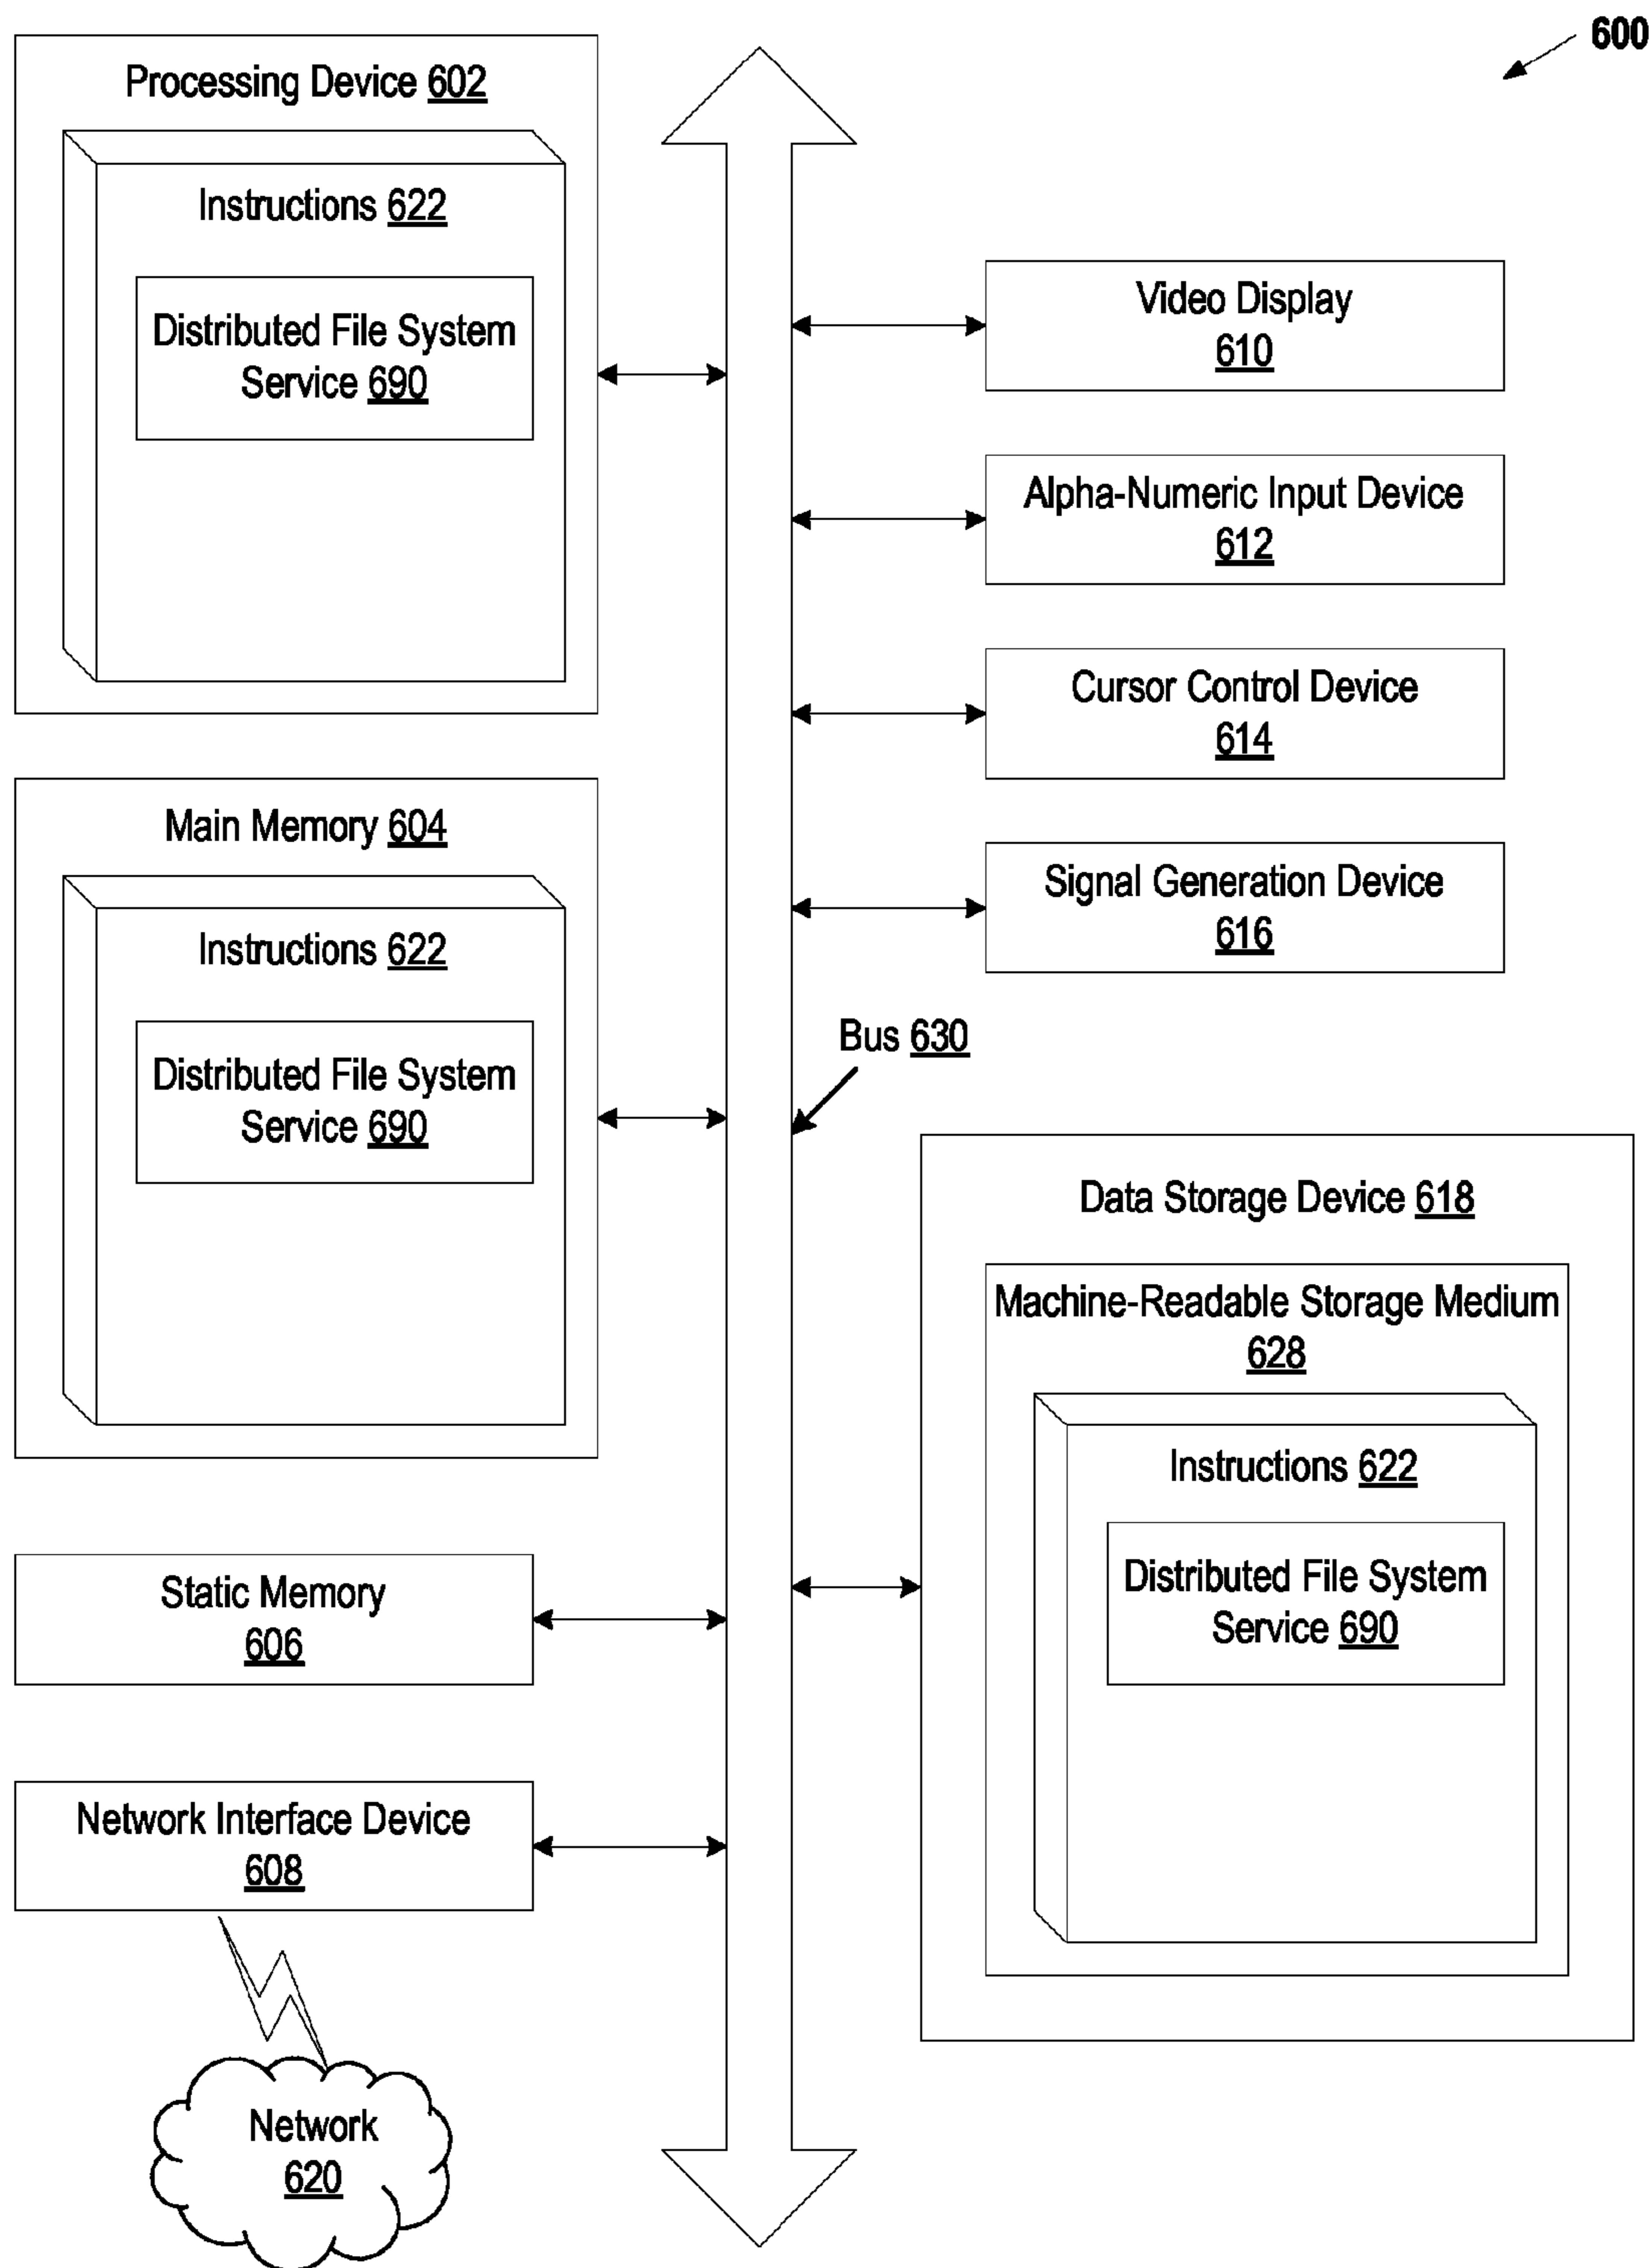 600
Processing Device 602
Instructions 622
Distributed File System
Service 690
Main Memory 604
Instructions 622
Distributed File System
Service 690
Static Memory
606
Network Interface Device
608
Network
620
Video Display
610
Alpha-Numeric Input Device
612
Cursor Control Device
614
Signal Generation Device
616
Bus 630
Data Storage Device 618
Machine-Readable Storage Medium
628
Instructions 622
Distributed File System
Service 690